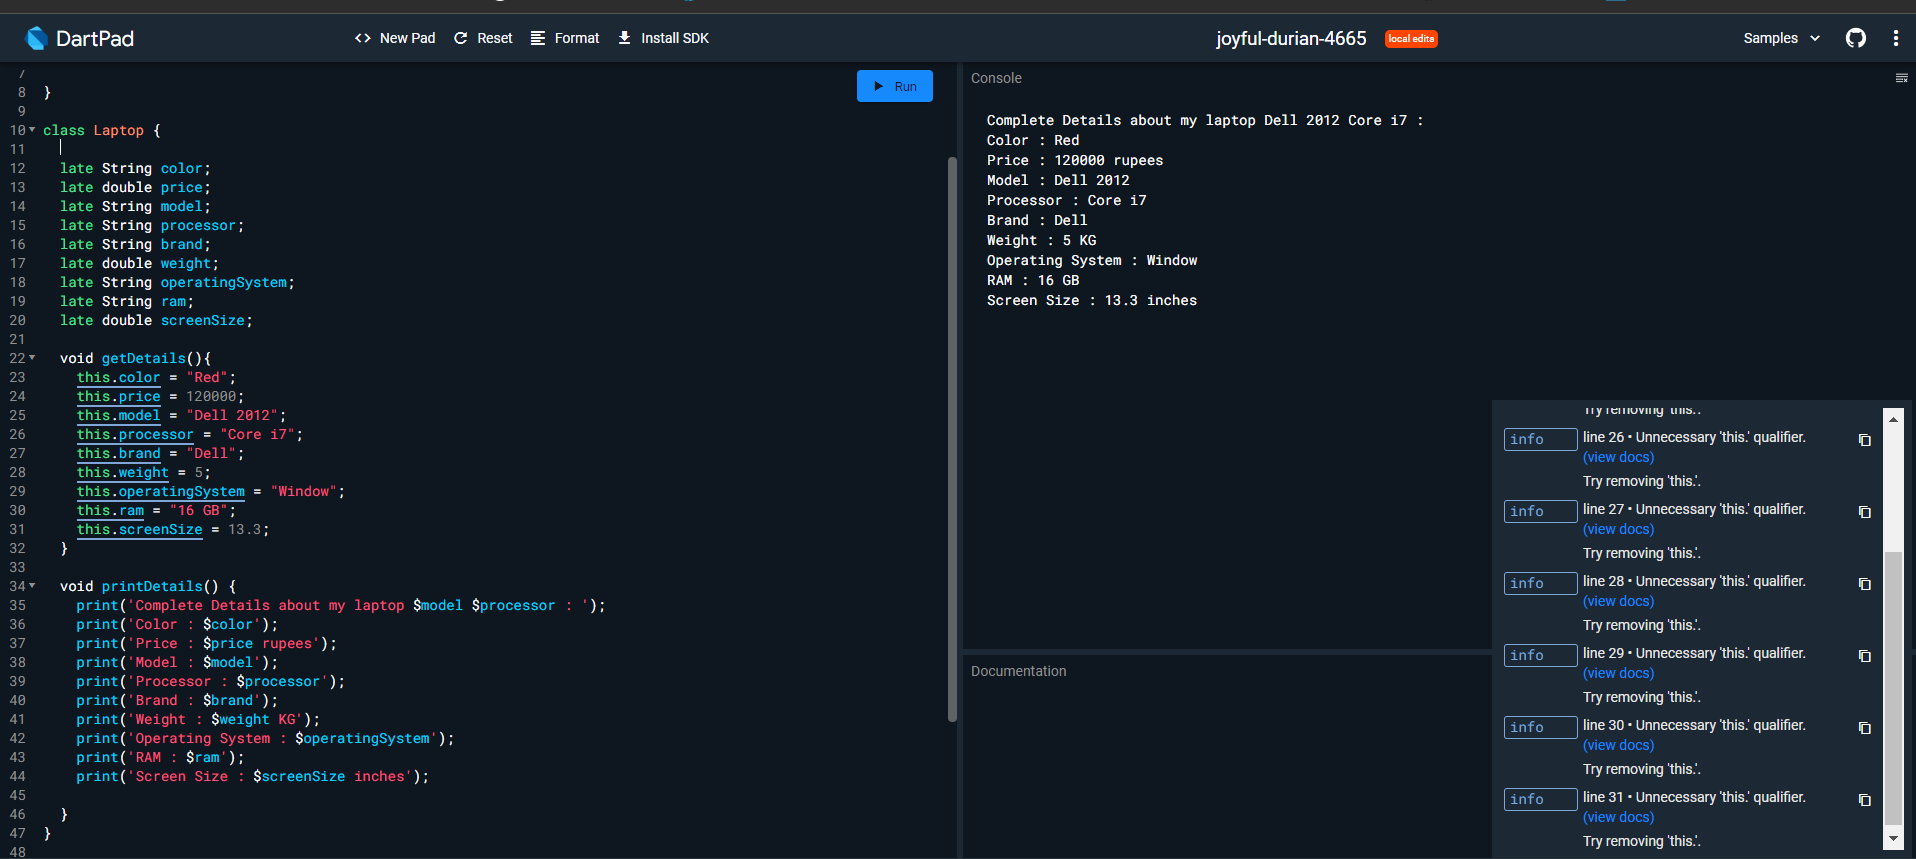 DartPad
New Pad
Reset
Format
Install SDK
joyful-durian-4665
local edits
Samples
7
8 }
9
10 class Laptop {
11
12 late String color;
13 late double price;
14 late String model;
15 late String processor;
16 late String brand;
17 late double weight;
18 late String operatingSystem;
19 late String ram;
20 late double screenSize;
21
22 void getDetails(){
23 this.color = "Red";
24 this.price = 120000;
25 this.model = "Dell 2012";
26 this.processor = "Core i7";
27 this.brand = "Dell";
28 this.weight = 5;
29 this.operatingSystem = "Window";
30 this.ram = "16 GB";
31 this.screenSize = 13.3;
32 }
33
34 void printDetails() {
35 print('Complete Details about my laptop $model $processor : ');
36 print('Color : $color');
37 print('Price : $price rupees');
38 print('Model : $model');
39 print('Processor : $processor');
40 print('Brand : $brand');
41 print('Weight : $weight KG');
42 print('Operating System : $operatingSystem');
43 print('RAM : $ram');
44 print('Screen Size : $screenSize inches');
45
46 }
47 }
48
Run
Console
Complete Details about my laptop Dell 2012 Core i7 :
Color : Red
Price : 120000 rupees
Model : Dell 2012
Processor : Core i7
Brand : Dell
Weight : 5 KG
Operating System : Window
RAM : 16 GB
Screen Size : 13.3 inches
Documentation
Try removing 'this.'.
info line 26 • Unnecessary 'this.' qualifier.
(view docs)
Try removing 'this.'.
info line 27 • Unnecessary 'this.' qualifier.
(view docs)
Try removing 'this.'.
info line 28 • Unnecessary 'this.' qualifier.
(view docs)
Try removing 'this.'.
info line 29 • Unnecessary 'this.' qualifier.
(view docs)
Try removing 'this.'.
info line 30 • Unnecessary 'this.' qualifier.
(view docs)
Try removing 'this.'.
info line 31 • Unnecessary 'this.' qualifier.
(view docs)
Try removing 'this.'.